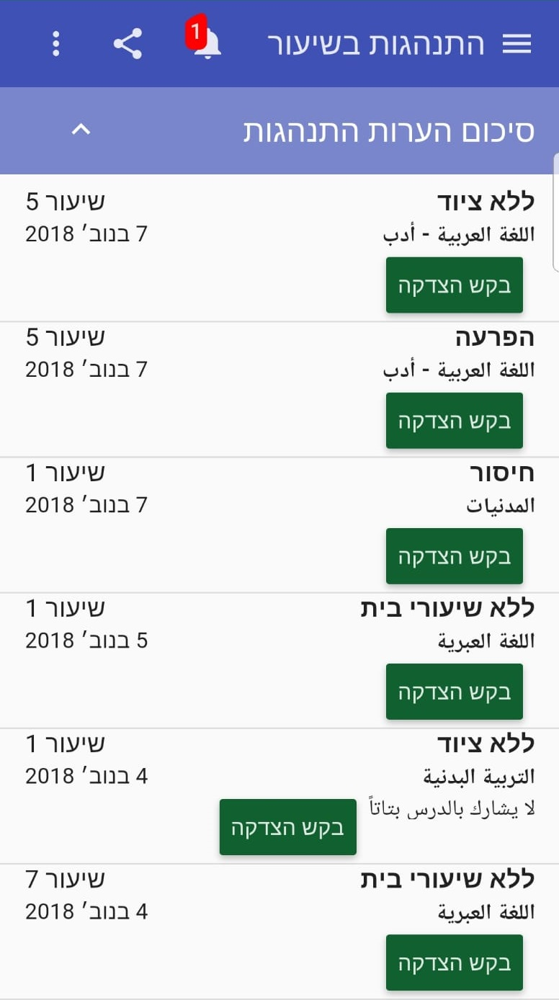 התנהגות בשיעור
1
סיכום הערות התנהגות
ללא ציוד
שיעור 5
اللغة العربية - أدب
7 בנוב׳ 2018
בקש הצדקה
הפרעה
שיעור 5
اللغة العربية - أدب
7 בנוב׳ 2018
בקש הצדקה
חיסור
שיעור 1
المدنيات
7 בנוב׳ 2018
בקש הצדקה
ללא שיעורי בית
שיעור 1
اللغة العبرية
5 בנוב׳ 2018
בקש הצדקה
ללא ציוד
שיעור 1
التربية البدنية
4 בנוב׳ 2018
لا يشارك بالدرس بتاتاً
בקש הצדקה
ללא שיעורי בית
שיעור 7
اللغة العبرية
4 בנוב׳ 2018
בקש הצדקה